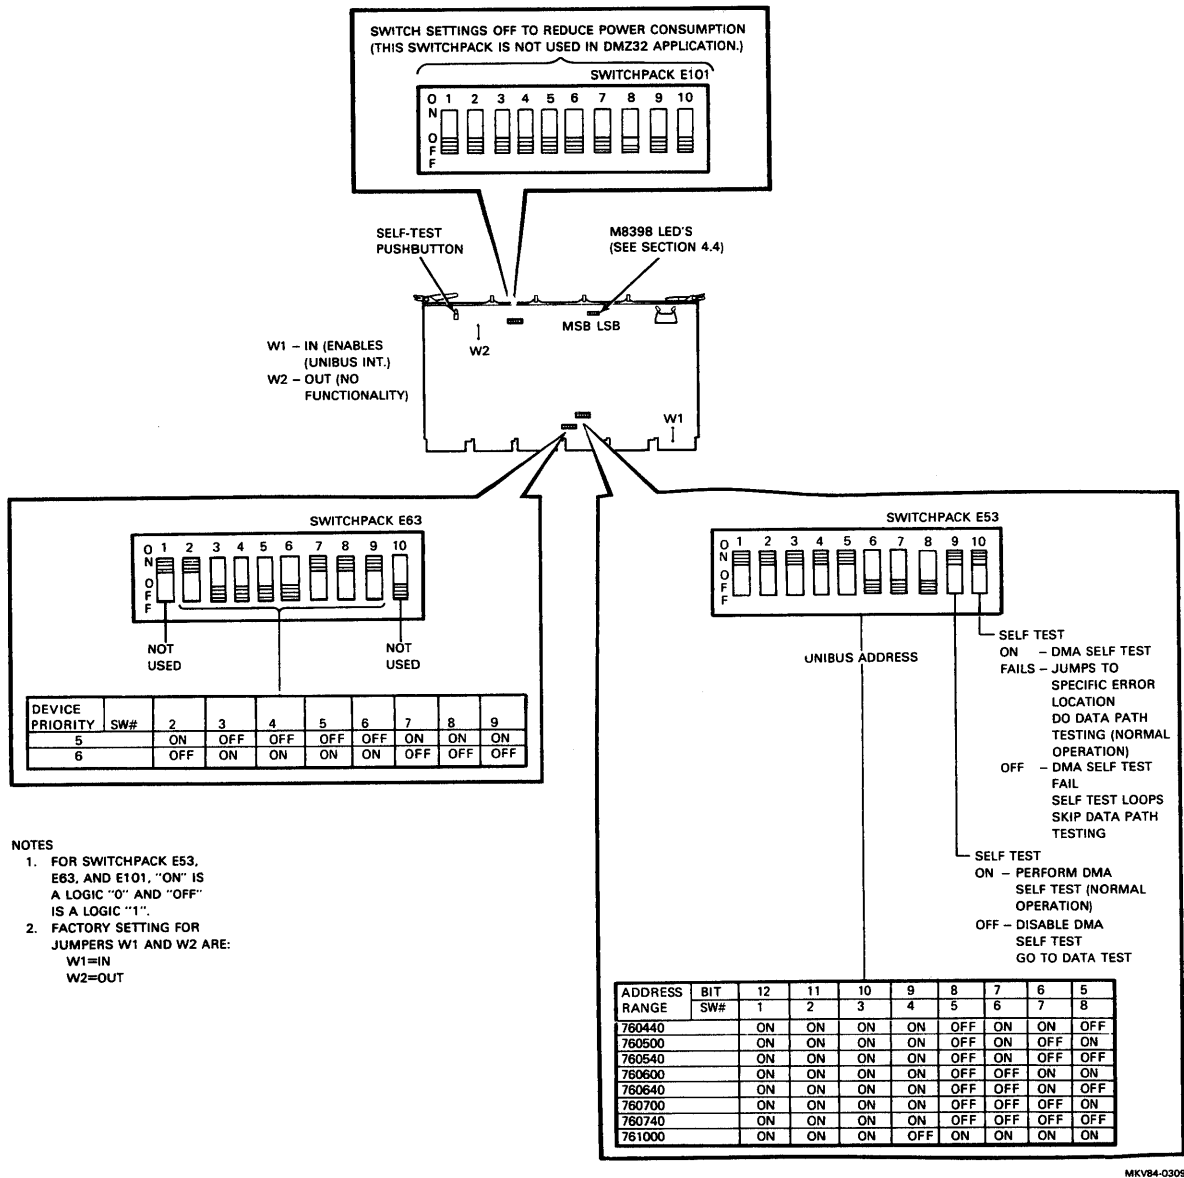 SWITCH SETTINGS OFF TO REDUCE POWER CONSUMPTION
(THIS SWITCHPACK IS NOT USED IN DMZ32 APPLICATION.)
SWITCHPACK E101
ON OFF
1 2 3 4 5 6 7 8 9 10
SELF-TEST
PUSHBUTTON
M8398 LED'S
(SEE SECTION 4.4)
MSB LSB
W2
W1 – IN (ENABLES
(UNIBUS INT.)
W2 – OUT (NO
FUNCTIONALITY)
W1
SWITCHPACK E63
ON OFF
1 2 3 4 5 6 7 8 9 10
NOT
USED
NOT
USED
DEVICE
PRIORITY SW# 2 3 4 5 6 7 8 9
5 ON OFF OFF OFF OFF ON ON ON
6 OFF ON ON ON ON OFF OFF OFF
SWITCHPACK E53
ON OFF
1 2 3 4 5 6 7 8 9 10
UNIBUS ADDRESS
SELF TEST
ON – DMA SELF TEST
FAILS – JUMPS TO
SPECIFIC ERROR
LOCATION
DO DATA PATH
TESTING (NORMAL
OPERATION)
OFF – DMA SELF TEST
FAIL
SELF TEST LOOPS
SKIP DATA PATH
TESTING
SELF TEST
ON – PERFORM DMA
SELF TEST (NORMAL
OPERATION)
OFF – DISABLE DMA
SELF TEST
GO TO DATA TEST
NOTES
1. FOR SWITCHPACK E53,
E63, AND E101, "ON" IS
A LOGIC "0" AND "OFF"
IS A LOGIC "1".
2. FACTORY SETTING FOR
JUMPERS W1 AND W2 ARE:
W1=IN
W2=OUT
ADDRESS BIT 12 11 10 9 8 7 6 5
RANGE SW# 1 2 3 4 5 6 7 8
760440 ON ON ON ON OFF ON ON OFF
760500 ON ON ON ON OFF ON OFF ON
760540 ON ON ON ON OFF ON OFF OFF
760600 ON ON ON ON OFF OFF ON ON
760640 ON ON ON ON OFF OFF ON OFF
760700 ON ON ON ON OFF OFF OFF ON
760740 ON ON ON ON OFF OFF OFF OFF
761000 ON ON ON OFF ON ON ON ON
MKV84-0309